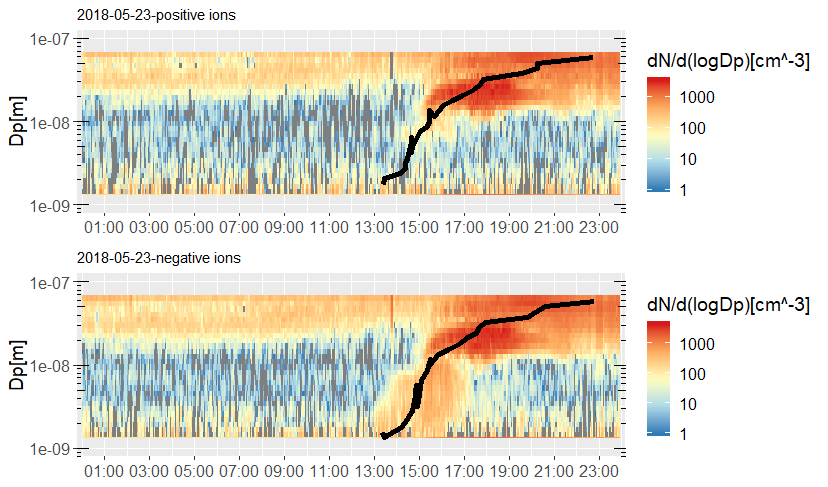 2018-05-23-positive ions
dN/d(logDp)[cm^-3]
1e-07
1e-08
1e-09
Dp[m]
1000
100
10
1
01:00 03:00 05:00 07:00 09:00 11:00 13:00 15:00 17:00 19:00 21:00 23:00
2018-05-23-negative ions
dN/d(logDp)[cm^-3]
1e-07
1e-08
1e-09
Dp[m]
1000
100
10
1
01:00 03:00 05:00 07:00 09:00 11:00 13:00 15:00 17:00 19:00 21:00 23:00